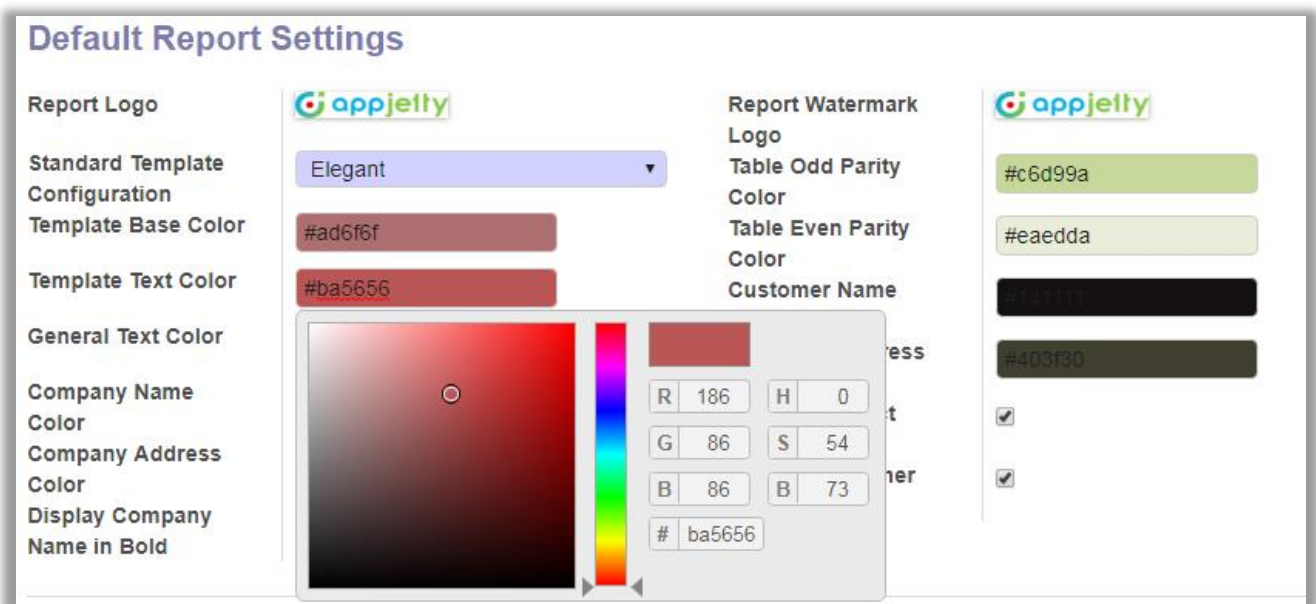 Default Report Settings
Report Logo
appjetty
Standard Template
Configuration
Elegant
Template Base Color
#ad6f6f
Template Text Color
#ba5656
General Text Color
Company Name
Color
Company Address
Color
Display Company
Name in Bold
R 186 H 0
G 86 S 54
B 86 B 73
# ba5656
Report Watermark
Logo
appjetty
Table Odd Parity
Color
#c6d99a
Table Even Parity
Color
#eaedda
Customer Name
#141111
ress
#403f30
t
ner